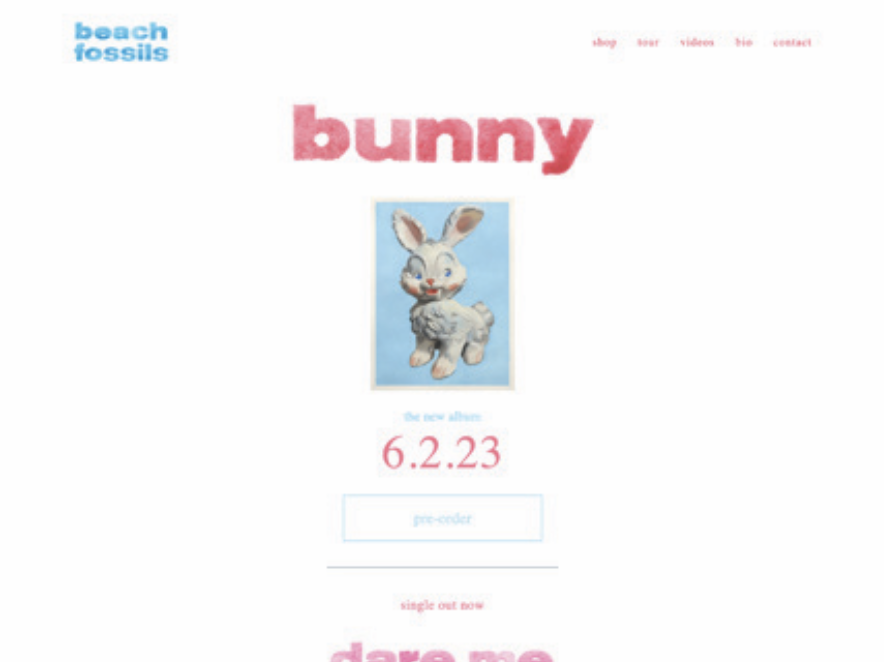 beach
fossils
shop tour videos bio contact
bunny
the new album
6.2.23
pre-order
single out now
dare me